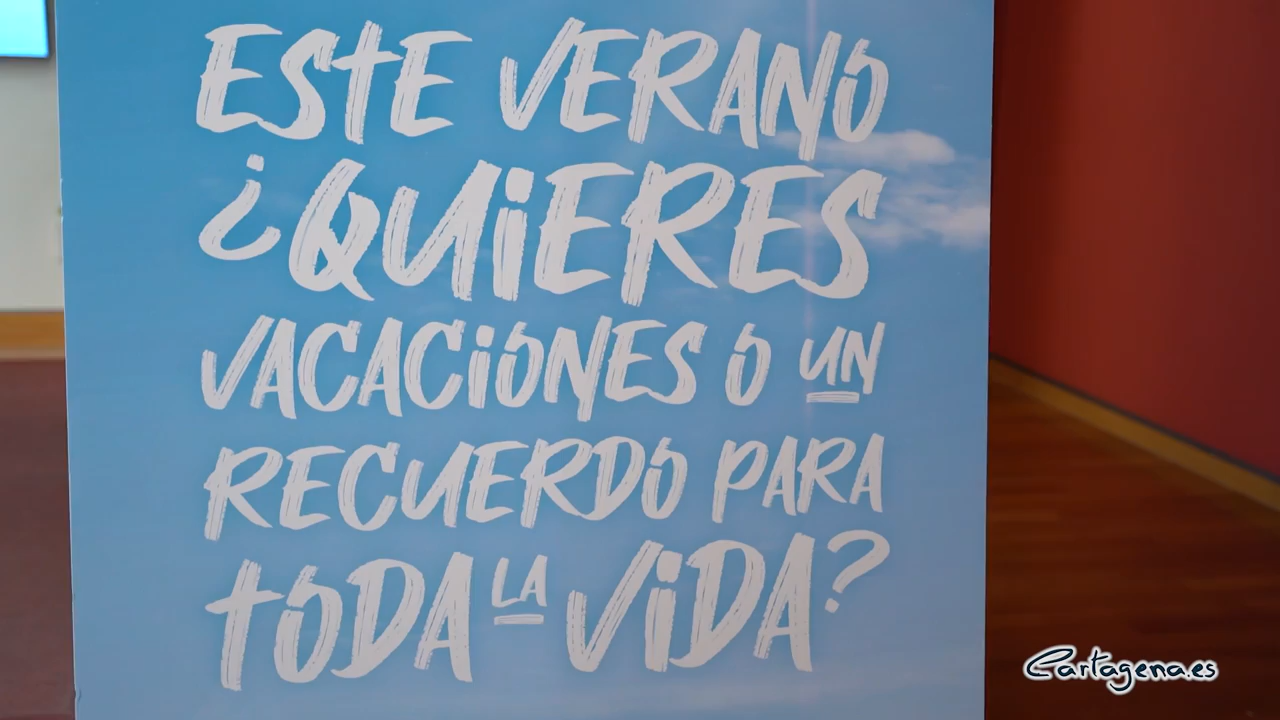 ESTE VERANO
¿QUIERES
VACACIONES O UN
RECUERDO PARA
TODA LA VIDA?
Cartagena.es